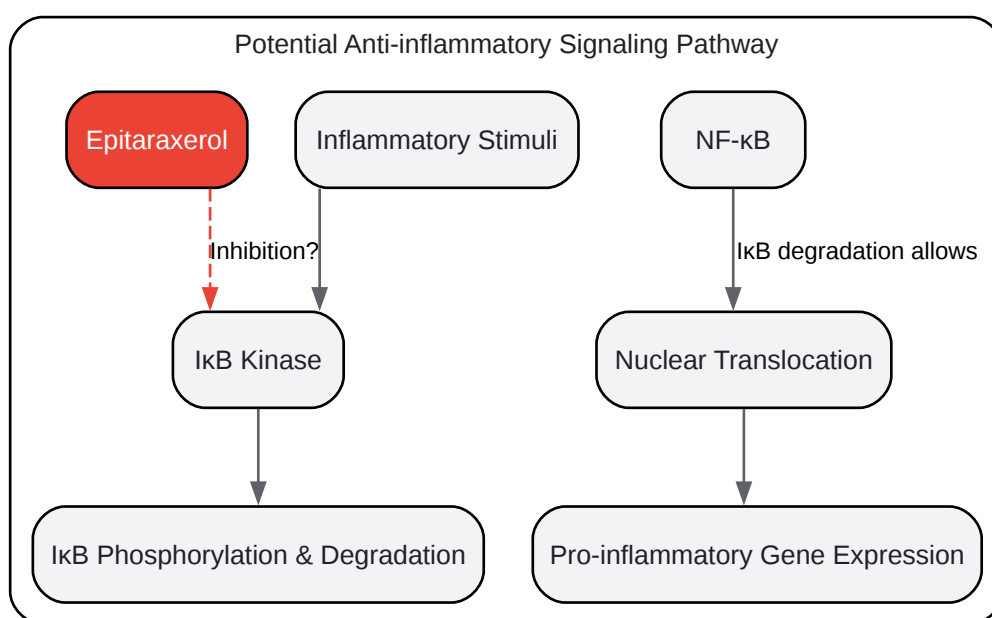 Potential Anti-inflammatory Signaling Pathway
Epitaraxerol
Inflammatory Stimuli
NF-κB
Inhibition?
IκB degradation allows
IκB Kinase
Nuclear Translocation
IκB Phosphorylation & Degradation
Pro-inflammatory Gene Expression